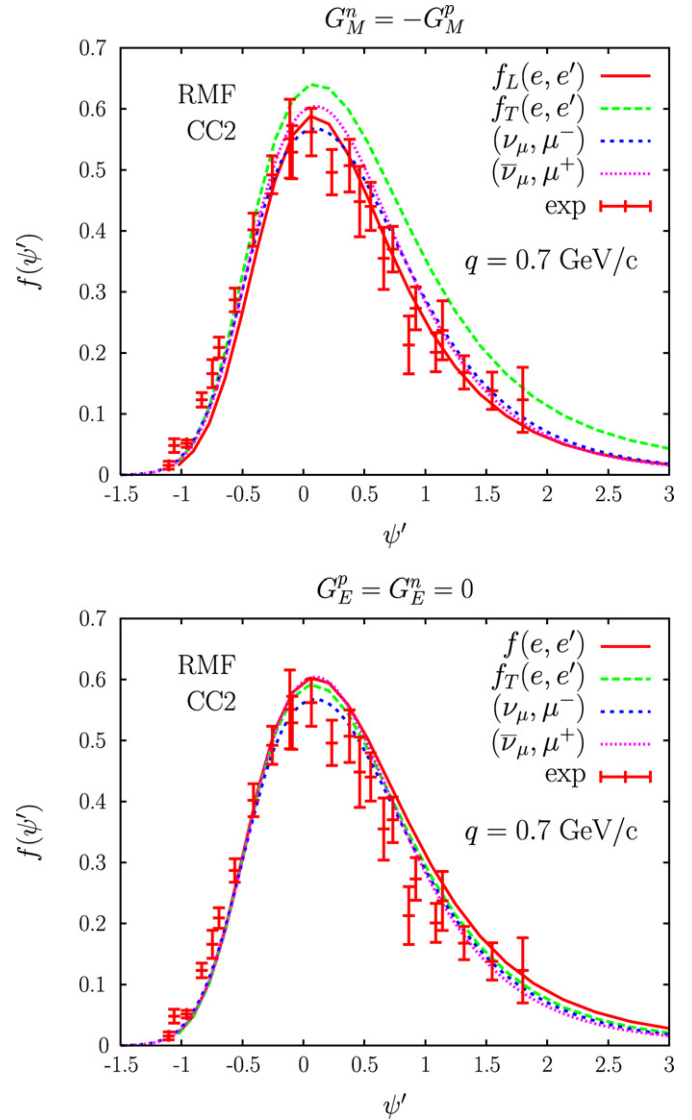 G_M^n = −G_M^p
0.7
0.6
0.5
0.4
0.3
0.2
0.1
0
f(ψ′)
RMF
CC2
f_L(e, e′)
f_T(e, e′)
(ν_μ, μ⁻)
(ν̅_μ, μ⁺)
exp
q = 0.7 GeV/c
-1.5 -1 -0.5 0 0.5 1 1.5 2 2.5 3
ψ′
G_E^p = G_E^n = 0
0.7
0.6
0.5
0.4
0.3
0.2
0.1
0
f(ψ′)
RMF
CC2
f(e, e′)
f_T(e, e′)
(ν_μ, μ⁻)
(ν̅_μ, μ⁺)
exp
q = 0.7 GeV/c
-1.5 -1 -0.5 0 0.5 1 1.5 2 2.5 3
ψ′